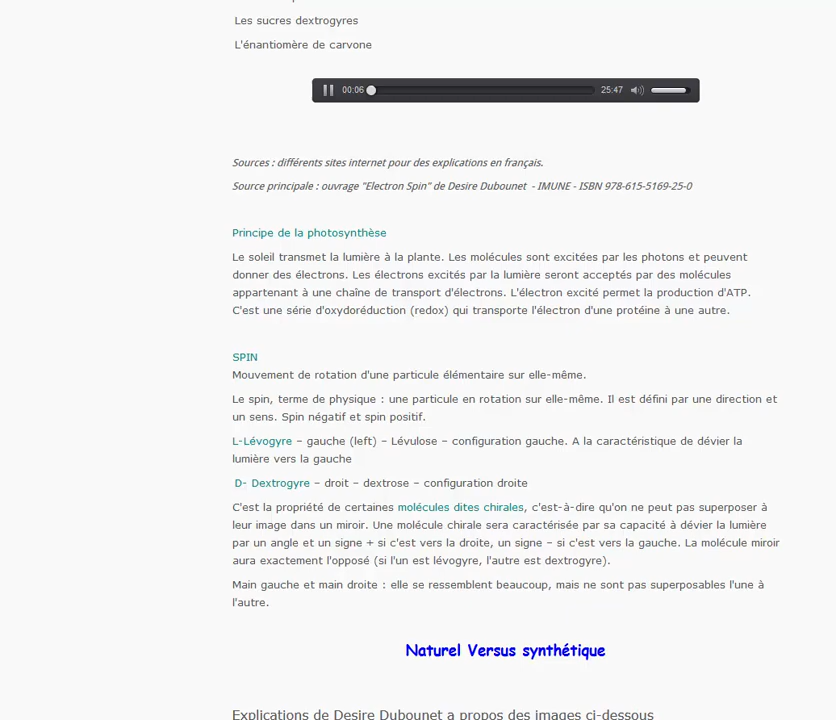 Les sucres dextrogyres
L'énantiomère de carvone
00:06 25:47
Sources : différents sites internet pour des explications en français.
Source principale : ouvrage "Electron Spin" de Desire Dubounet - IMUNE - ISBN 978-615-5169-25-0
Principe de la photosynthèse
Le soleil transmet la lumière à la plante. Les molécules sont excitées par les photons et peuvent
donner des électrons. Les électrons excités par la lumière seront acceptés par des molécules
appartenant à une chaîne de transport d'électrons. L'électron excité permet la production d'ATP.
C'est une série d'oxydoréduction (redox) qui transporte l'électron d'une protéine à une autre.
SPIN
Mouvement de rotation d'une particule élémentaire sur elle-même.
Le spin, terme de physique : une particule en rotation sur elle-même. Il est défini par une direction et
un sens. Spin négatif et spin positif.
L-Lévogyre – gauche (left) – Lévulose – configuration gauche. A la caractéristique de dévier la
lumière vers la gauche
D- Dextrogyre – droit – dextrose – configuration droite
C'est la propriété de certaines molécules dites chirales, c'est-à-dire qu'on ne peut pas superposer à
leur image dans un miroir. Une molécule chirale sera caractérisée par sa capacité à dévier la lumière
par un angle et un signe + si c'est vers la droite, un signe – si c'est vers la gauche. La molécule miroir
aura exactement l'opposé (si l'un est lévogyre, l'autre est dextrogyre).
Main gauche et main droite : elle se ressemblent beaucoup, mais ne sont pas superposables l'une à
l'autre.
Naturel Versus synthétique
Explications de Desire Dubounet a propos des images ci-dessous